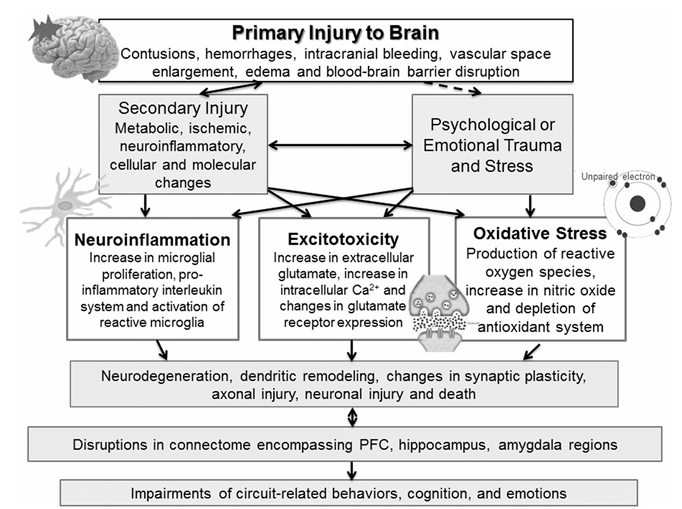 Primary Injury to Brain
Contusions, hemorrhages, intracranial bleeding, vascular space
enlargement, edema and blood-brain barrier disruption
Secondary Injury
Metabolic, ischemic,
neuroinflammatory,
cellular and molecular
changes
Psychological or
Emotional Trauma
and Stress
Unpaired electron
Neuroinflammation
Increase in microglial
proliferation, pro-
inflammatory interleukin
system and activation of
reactive microglia
Excitotoxicity
Increase in extracellular
glutamate, increase in
intracellular Ca²⁺ and
changes in glutamate
receptor expression
Oxidative Stress
Production of reactive
oxygen species,
increase in nitric oxide
and depletion of
antioxidant system
Neurodegeneration, dendritic remodeling, changes in synaptic plasticity,
axonal injury, neuronal injury and death
Disruptions in connectome encompassing PFC, hippocampus, amygdala regions
Impairments of circuit-related behaviors, cognition, and emotions